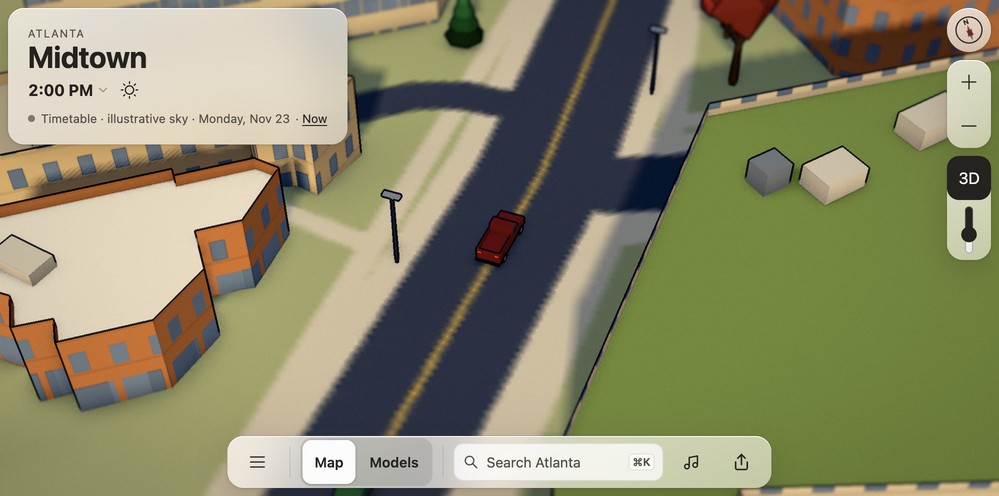 ATLANTA
Midtown
2:00 PM
Timetable · illustrative sky · Monday, Nov 23 · Now
N
3D
Map Models Search Atlanta ⌘K